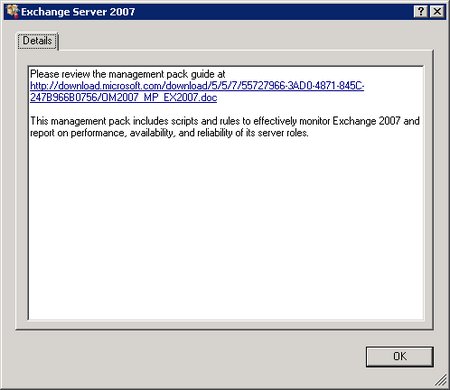 Exchange Server 2007
Details
Please review the management pack guide at
http://download.microsoft.com/download/5/5/7/55727966-3AD0-4871-845C-
247B966B0756/OM2007_MP_EX2007.doc
This management pack includes scripts and rules to effectively monitor Exchange 2007 and
report on performance, availability, and reliability of its server roles.
OK